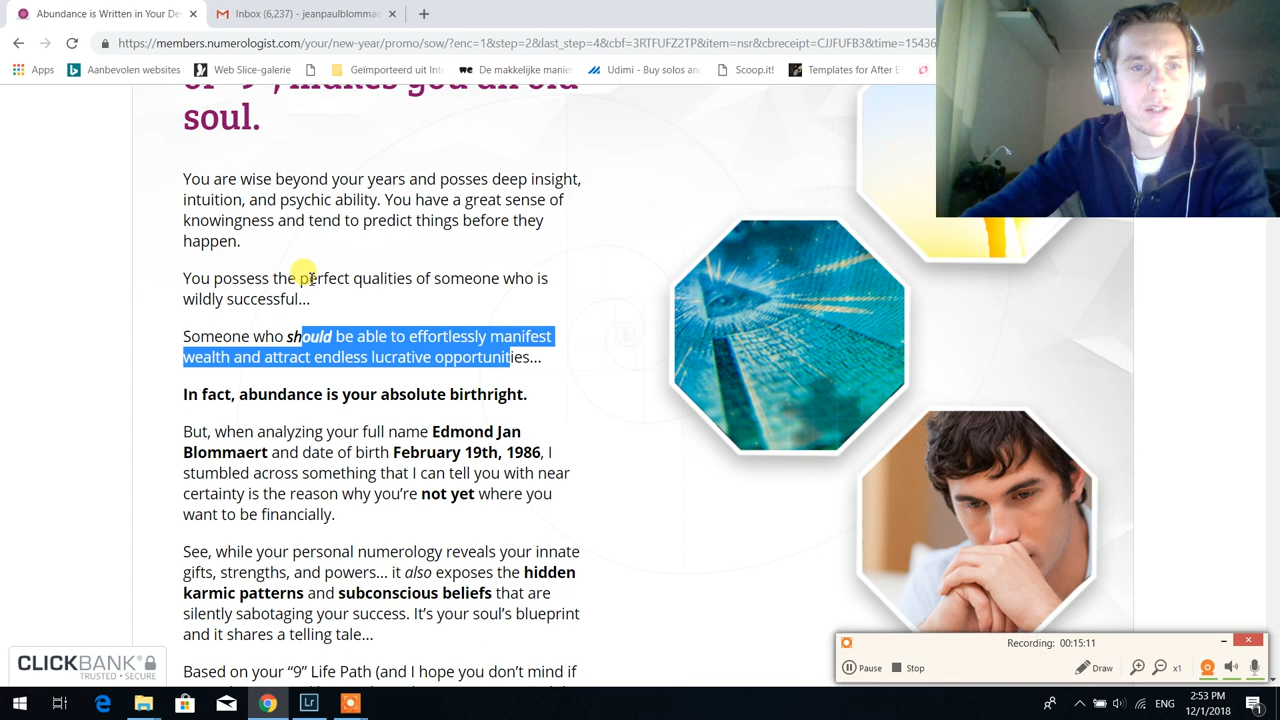 Abundance is Written in Your De
Inbox (6,237) - jeanpaulblomma
https://members.numerologist.com/your/new-year/promo/sow/?enc=1&step=2&last_step=4&cbf=3RTFUFZ2TP&item=nsr&cbreceipt=CJJFUFB3&time=15436
Apps
Aanbevolen websites
Web Slice-galerie
Geïmporteerd uit Int
De makkelijke manie
Udimi - Buy solos an
Scoop.it!
Templates for After E
or "9", makes you an old
soul.
You are wise beyond your years and posses deep insight,
intuition, and psychic ability. You have a great sense of
knowingness and tend to predict things before they
happen.
You possess the perfect qualities of someone who is
wildly successful...
Someone who should be able to effortlessly manifest
wealth and attract endless lucrative opportunities...
In fact, abundance is your absolute birthright.
But, when analyzing your full name Edmond Jan
Blommaert and date of birth February 19th, 1986, I
stumbled across something that I can tell you with near
certainty is the reason why you're not yet where you
want to be financially.
See, while your personal numerology reveals your innate
gifts, strengths, and powers... it also exposes the hidden
karmic patterns and subconscious beliefs that are
silently sabotaging your success. It's your soul's blueprint
and it shares a telling tale...
Based on your "9" Life Path (and I hope you don't mind if
CLICKBANK
TRUSTED • SECURE
Recording: 00:15:11
Pause
Stop
Draw
x1
Lr
ENG
2:53 PM
12/1/2018
1